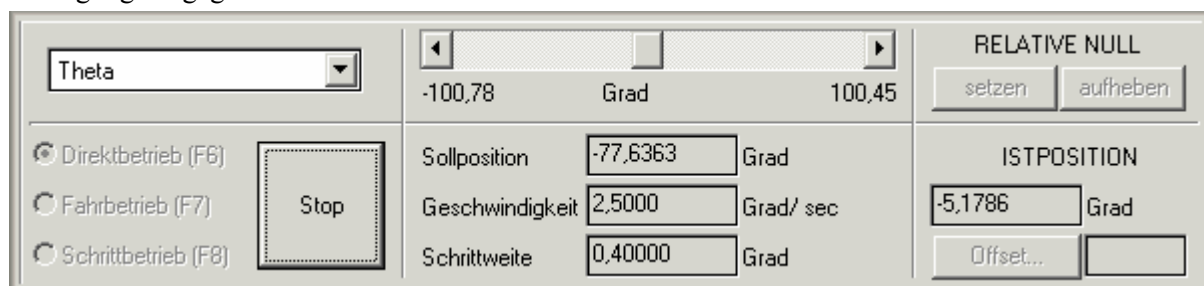 Theta
-100,78 Grad 100,45
RELATIVE NULL
setzen aufheben
Direktbetrieb (F6)
Fahrbetrieb (F7)
Schrittbetrieb (F8)
Stop
Sollposition -77,6363 Grad
Geschwindigkeit 2,5000 Grad/ sec
Schrittweite 0,40000 Grad
ISTPOSITION
-5,1786 Grad
Offset...